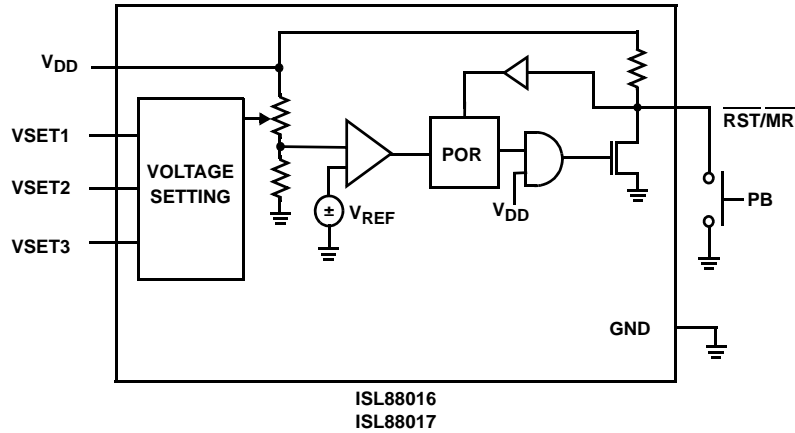 VDD
VSET1
VSET2
VSET3
VOLTAGE
SETTING
±
VREF
POR
VDD
RST/MR
PB
GND
ISL88016
ISL88017